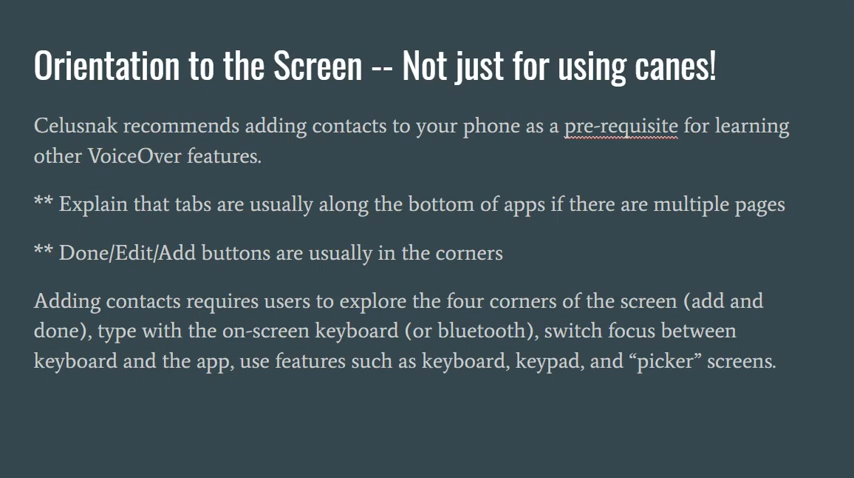 Orientation to the Screen -- Not just for using canes!
Celusnak recommends adding contacts to your phone as a pre-requisite for learning
other VoiceOver features.
** Explain that tabs are usually along the bottom of apps if there are multiple pages
** Done/Edit/Add buttons are usually in the corners
Adding contacts requires users to explore the four corners of the screen (add and
done), type with the on-screen keyboard (or bluetooth), switch focus between
keyboard and the app, use features such as keyboard, keypad, and “picker” screens.